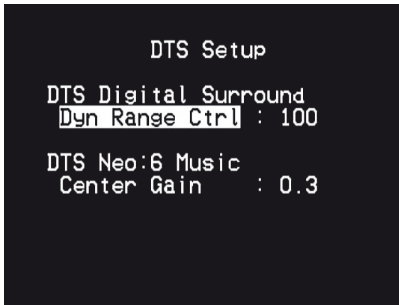 DTS Setup
DTS Digital Surround
Dyn Range Ctrl : 100
DTS Neo:6 Music
Center Gain : 0.3